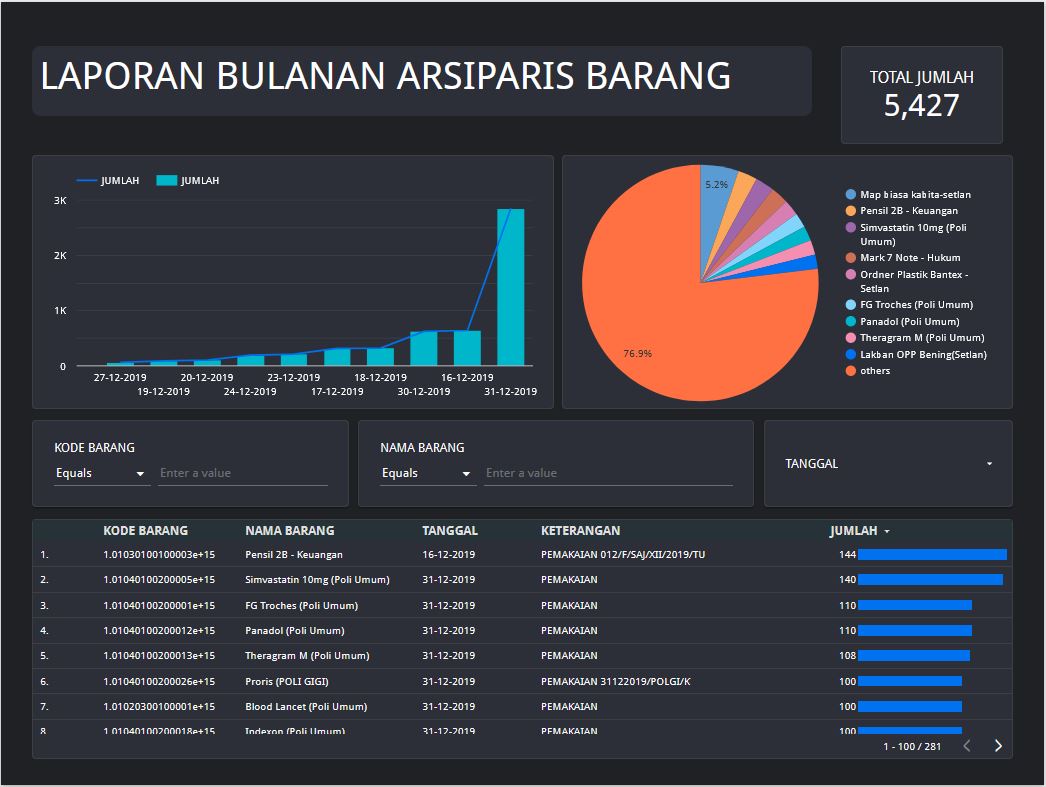 LAPORAN BULANAN ARSIPARIS BARANG
TOTAL JUMLAH
5,427
JUMLAH JUMLAH
3K
2K
1K
0
27-12-2019 20-12-2019 23-12-2019 18-12-2019 16-12-2019
19-12-2019 24-12-2019 17-12-2019 30-12-2019 31-12-2019
5.2%
76.9%
Map biasa kabita-setlan
Pensil 2B - Keuangan
Simvastatin 10mg (Poli
Umum)
Mark 7 Note - Hukum
Ordner Plastik Bantex -
Setlan
FG Troches (Poli Umum)
Panadol (Poli Umum)
Theragram M (Poli Umum)
Lakban OPP Bening(Setlan)
others
KODE BARANG
Equals Enter a value
NAMA BARANG
Equals Enter a value
TANGGAL
KODE BARANG NAMA BARANG TANGGAL KETERANGAN JUMLAH
1. 1.01030100100003e+15 Pensil 2B - Keuangan 16-12-2019 PEMAKAIAN 012/F/SAJ/XII/2019/TU 144
2. 1.01040100200005e+15 Simvastatin 10mg (Poli Umum) 31-12-2019 PEMAKAIAN 140
3. 1.01040100200001e+15 FG Troches (Poli Umum) 31-12-2019 PEMAKAIAN 110
4. 1.01040100200012e+15 Panadol (Poli Umum) 31-12-2019 PEMAKAIAN 110
5. 1.01040100200013e+15 Theragram M (Poli Umum) 31-12-2019 PEMAKAIAN 108
6. 1.01040100200026e+15 Proris (POLI GIGI) 31-12-2019 PEMAKAIAN 31122019/POLGI/K 100
7. 1.01020300100001e+15 Blood Lancet (Poli Umum) 31-12-2019 PEMAKAIAN 100
8 1.01040100200018e+15 Indexon (Poli Umum) 31-12-2019 PEMAKAIAN 100
1 - 100 / 281